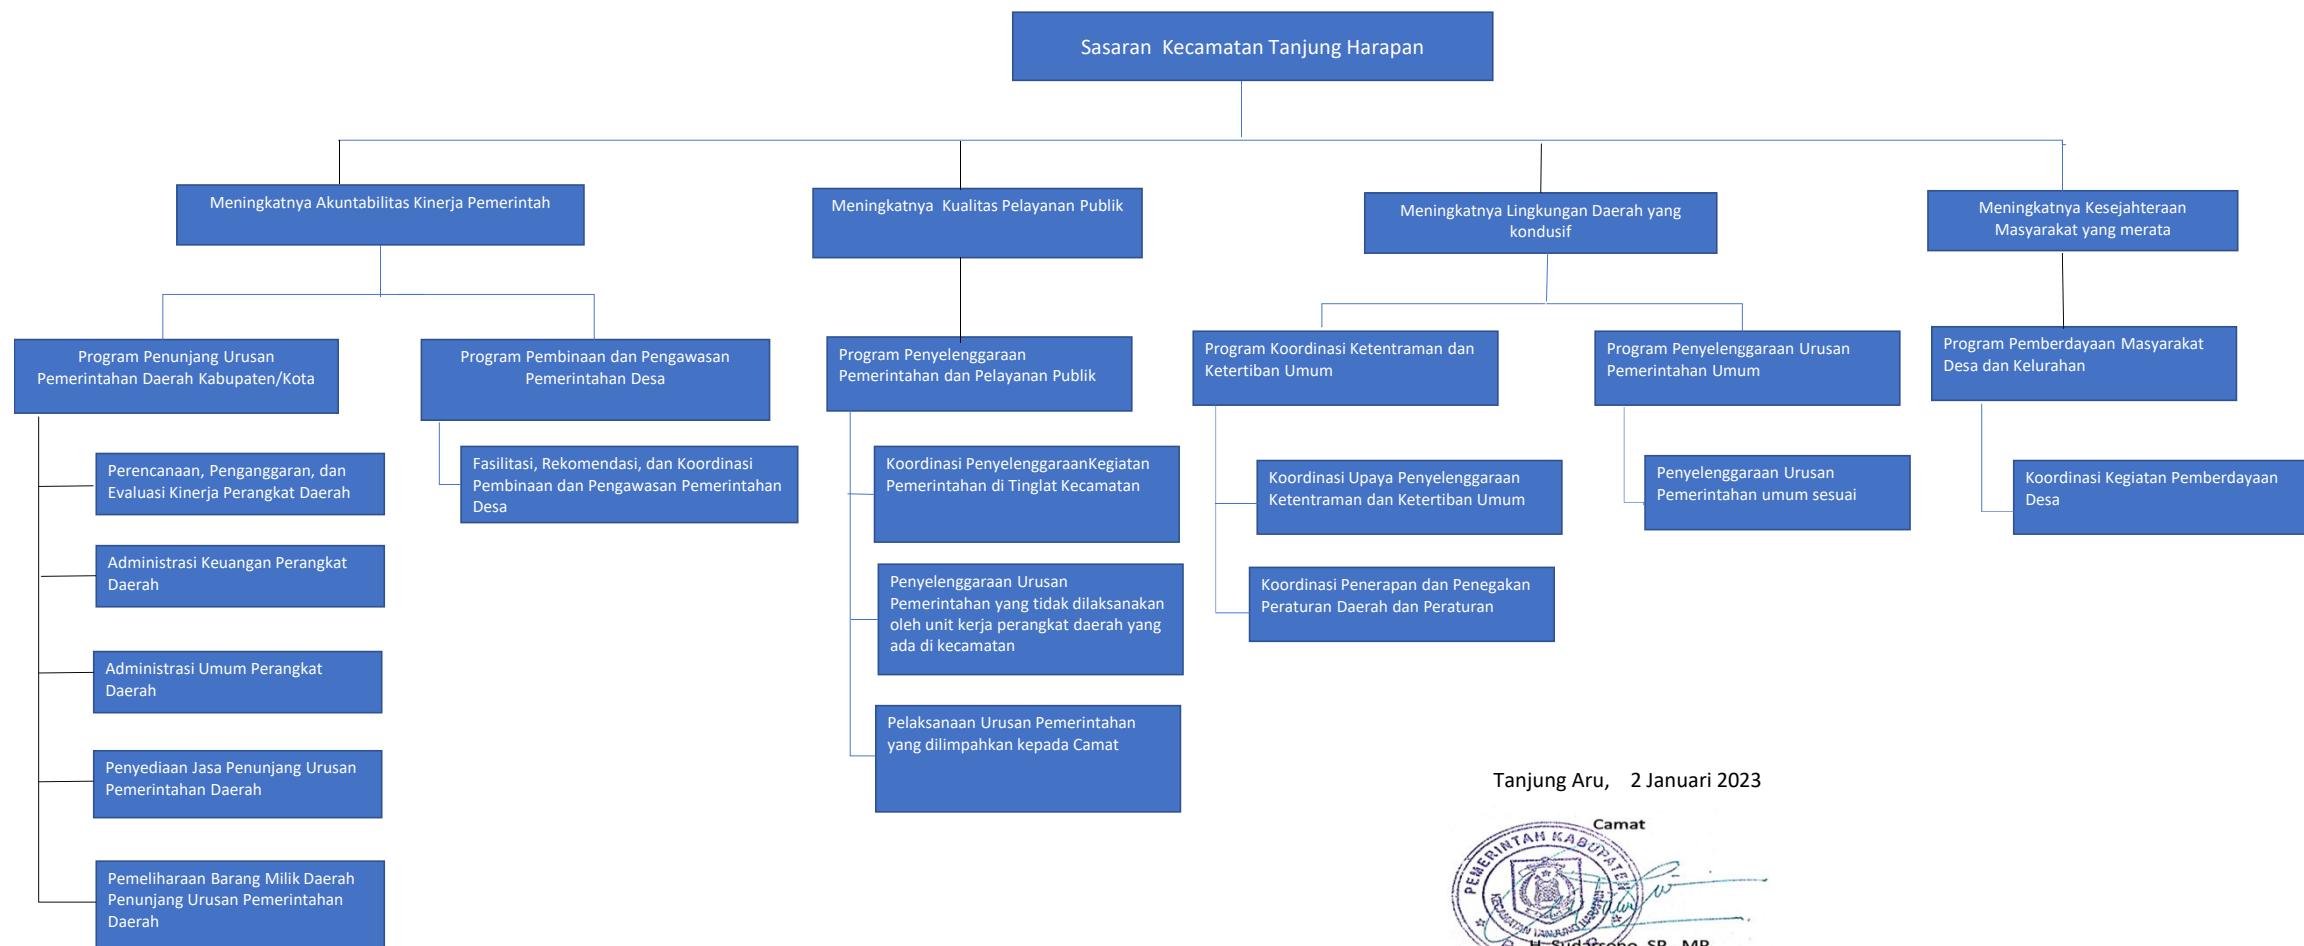 Sasaran Kecamatan Tanjung Harapan
Meningkatnya Akuntabilitas Kinerja Pemerintah
Meningkatnya Kualitas Pelayanan Publik
Meningkatnya Lingkungan Daerah yang
kondusif
Meningkatnya Kesejahteraan
Masyarakat yang merata
Program Penunjang Urusan
Pemerintahan Daerah Kabupaten/Kota
Program Pembinaan dan Pengawasan
Pemerintahan Desa
Program Penyelenggaraan
Pemerintahan dan Pelayanan Publik
Program Koordinasi Ketentraman dan
Ketertiban Umum
Program Penyelenggaraan Urusan
Pemerintahan Umum
Program Pemberdayaan Masyarakat
Desa dan Kelurahan
Perencanaan, Penganggaran, dan
Evaluasi Kinerja Perangkat Daerah
Administrasi Keuangan Perangkat
Daerah
Administrasi Umum Perangkat
Daerah
Penyediaan Jasa Penunjang Urusan
Pemerintahan Daerah
Pemeliharaan Barang Milik Daerah
Penunjang Urusan Pemerintahan
Daerah
Fasilitasi, Rekomendasi, dan Koordinasi
Pembinaan dan Pengawasan Pemerintahan
Desa
Koordinasi PenyelenggaraanKegiatan
Pemerintahan di Tinglat Kecamatan
Penyelenggaraan Urusan
Pemerintahan yang tidak dilaksanakan
oleh unit kerja perangkat daerah yang
ada di kecamatan
Pelaksanaan Urusan Pemerintahan
yang dilimpahkan kepada Camat
Koordinasi Upaya Penyelenggaraan
Ketentraman dan Ketertiban Umum
Koordinasi Penerapan dan Penegakan
Peraturan Daerah dan Peraturan
Penyelenggaraan Urusan
Pemerintahan umum sesuai
Koordinasi Kegiatan Pemberdayaan
Desa
Tanjung Aru, 2 Januari 2023
Camat
PEMERINTAH KABUPATEN
KECAMATAN TANJUNG HARAPAN
H. Sudarsono, SP., MP